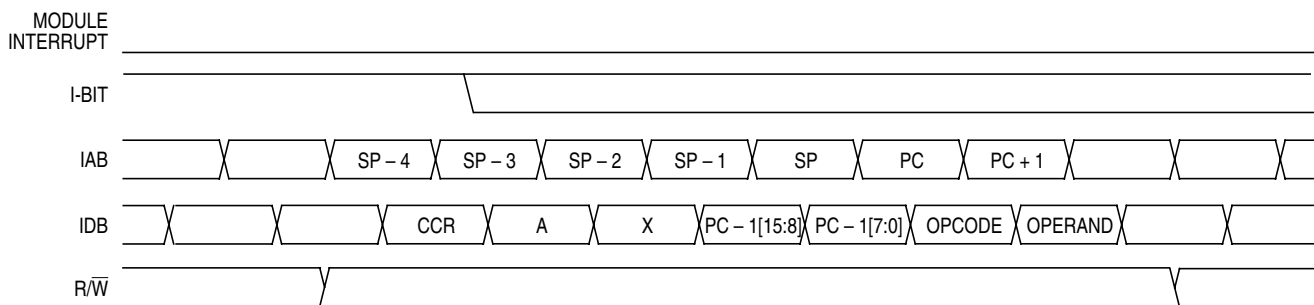 MODULE
INTERRUPT
I-BIT
IAB SP – 4 SP – 3 SP – 2 SP – 1 SP PC PC + 1
IDB CCR A X PC – 1[15:8] PC – 1[7:0] OPCODE OPERAND
R/W̅